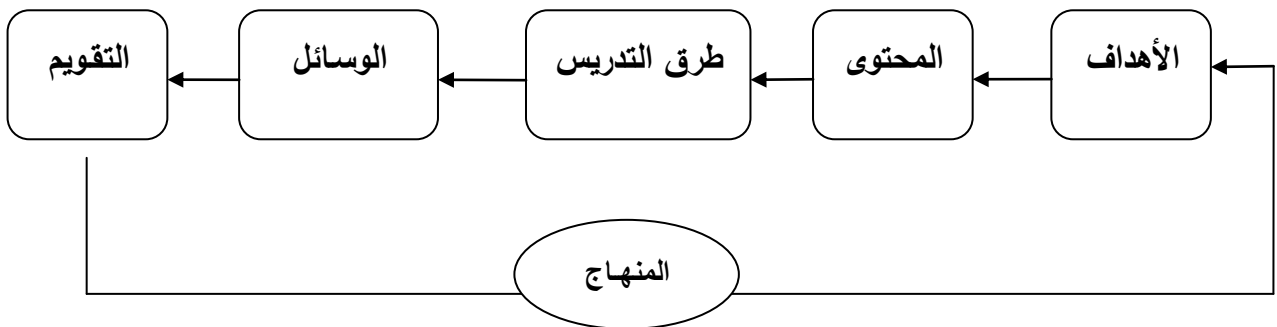 الأهداف
المحتوى
طرق التدريس
الوسائل
التقويم
المنهاج